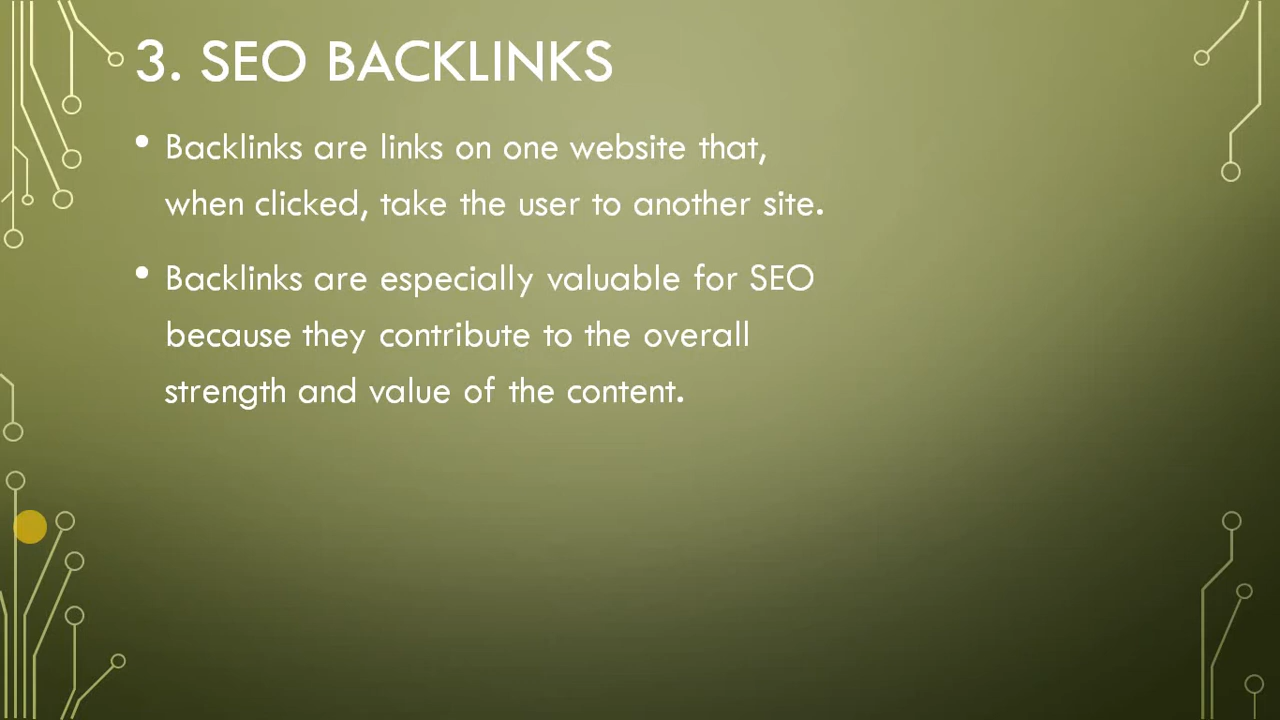 3. SEO BACKLINKS
• Backlinks are links on one website that,
when clicked, take the user to another site.
• Backlinks are especially valuable for SEO
because they contribute to the overall
strength and value of the content.